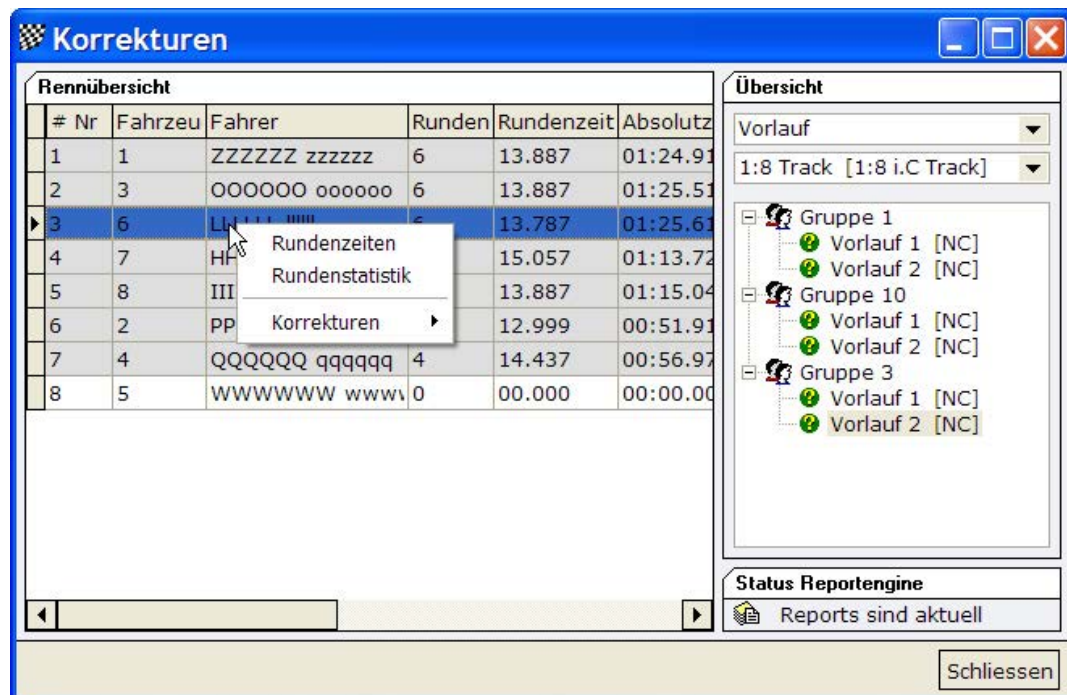 Korrekturen
Rennübersicht
# Nr Fahrzeu Fahrer Runden Rundenzeit Absolutz
1 1 ZZZZZZ zzzzzz 6 13.887 01:24.91
2 3 OOOOOO oooooo 6 13.887 01:25.51
3 6 13.787 01:25.61
4 7 15.057 01:13.72
5 8 III 13.887 01:15.04
6 2 PP 12.999 00:51.91
7 4 QQQQQQ qqqqqq 4 14.437 00:56.97
8 5 WWWWWW www 0 00.000 00:00.00
Rundenzeiten
Rundenstatistik
Korrekturen
Übersicht
Vorlauf
1:8 Track [1:8 i.C Track]
Gruppe 1
Vorlauf 1 [NC]
Vorlauf 2 [NC]
Gruppe 10
Vorlauf 1 [NC]
Vorlauf 2 [NC]
Gruppe 3
Vorlauf 1 [NC]
Vorlauf 2 [NC]
Status Reportengine
Reports sind aktuell
Schliessen